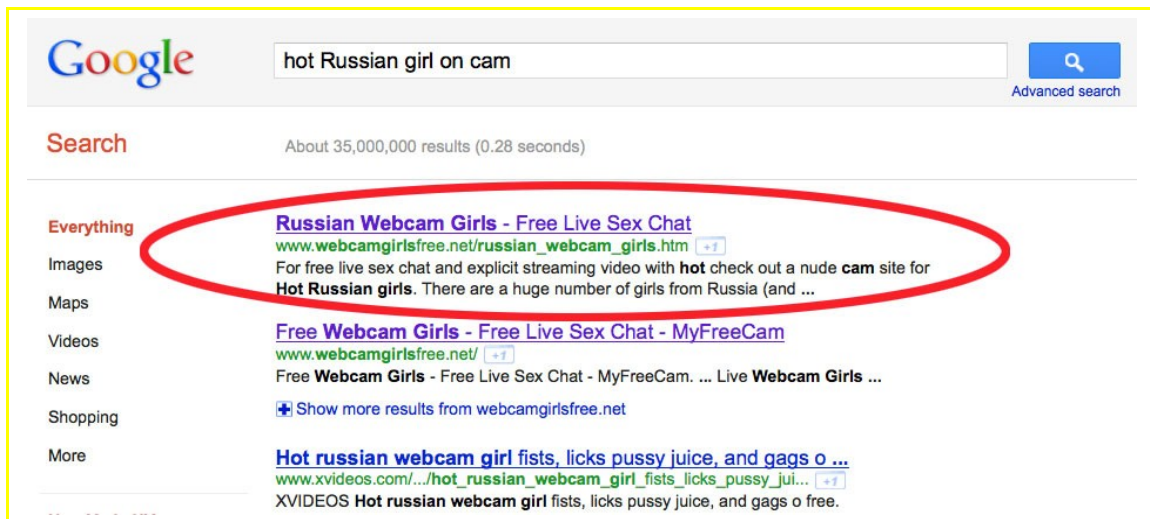 Google
hot Russian girl on cam
Advanced search
Search
About 35,000,000 results (0.28 seconds)
Everything
Images
Maps
Videos
News
Shopping
More
Russian Webcam Girls - Free Live Sex Chat
www.webcamgirlsfree.net/russian_webcam_girls.htm +1
For free live sex chat and explicit streaming video with hot check out a nude cam site for
Hot Russian girls. There are a huge number of girls from Russia (and ...
Free Webcam Girls - Free Live Sex Chat - MyFreeCam
www.webcamgirlsfree.net/ +1
Free Webcam Girls - Free Live Sex Chat - MyFreeCam. ... Live Webcam Girls ...
Show more results from webcamgirlsfree.net
Hot russian webcam girl fists, licks pussy juice, and gags o ...
www.xvideos.com/.../hot_russian_webcam_girl_fists_licks_pussy_jui... +1
XVIDEOS Hot russian webcam girl fists, licks pussy juice, and gags o free.